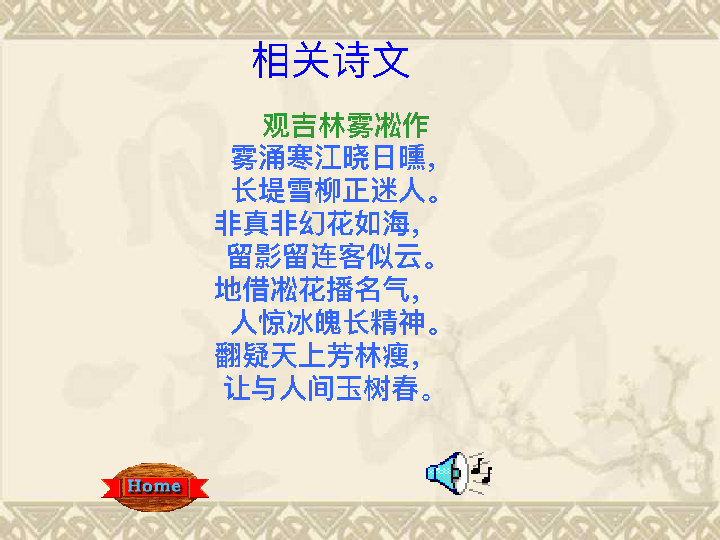 相关诗文
观吉林雾凇作
雾涌寒江晓日曛，
长堤雪柳正迷人。
非真非幻花如海，
留影留连客似云。
地借凇花播名气，
人惊冰魄长精神。
翻疑天上芳林瘦，
让与人间玉树春。
Home